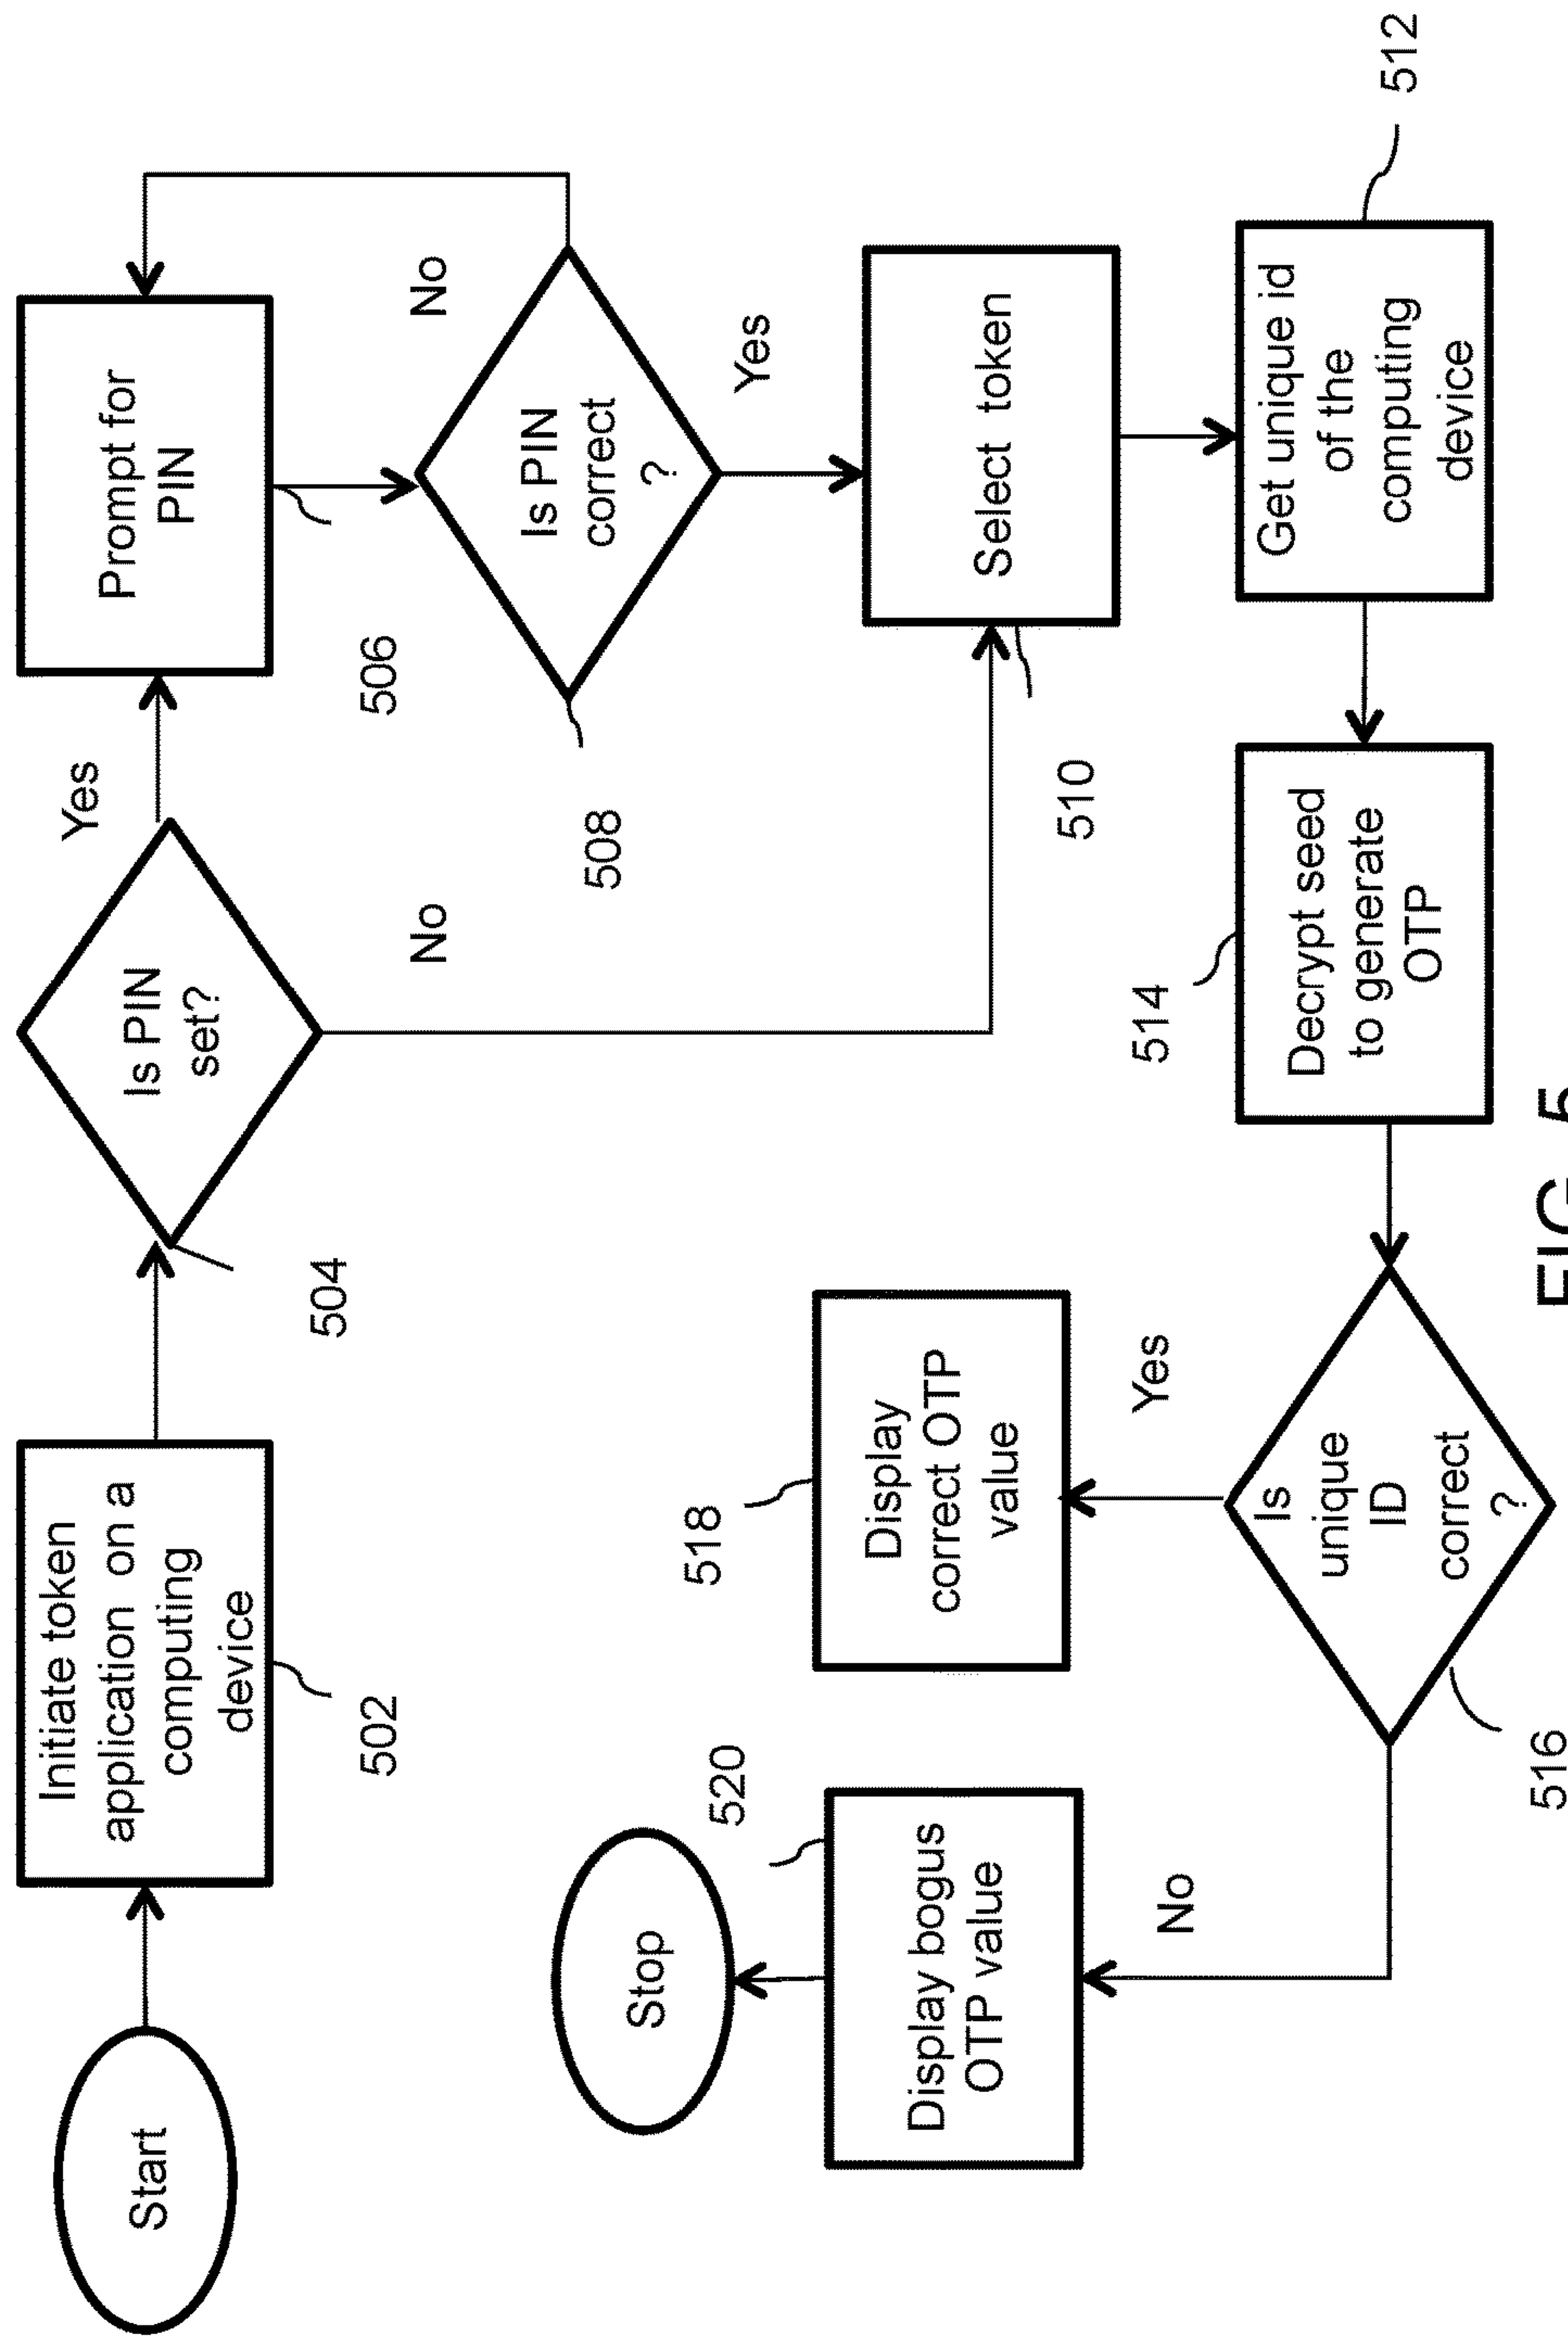 Start
Initiate token
application on a
computing
device
502
Is PIN
set?
504
Yes
No
Prompt for
PIN
506
Is PIN
correct
?
508
No
Yes
Select token
510
Get unique id
of the
computing
device
512
Decrypt seed
to generate
OTP
514
Is
unique
ID
correct
?
516
Yes
No
Display
correct OTP
value
518
Display bogus
OTP value
520
Stop
FIG. 5